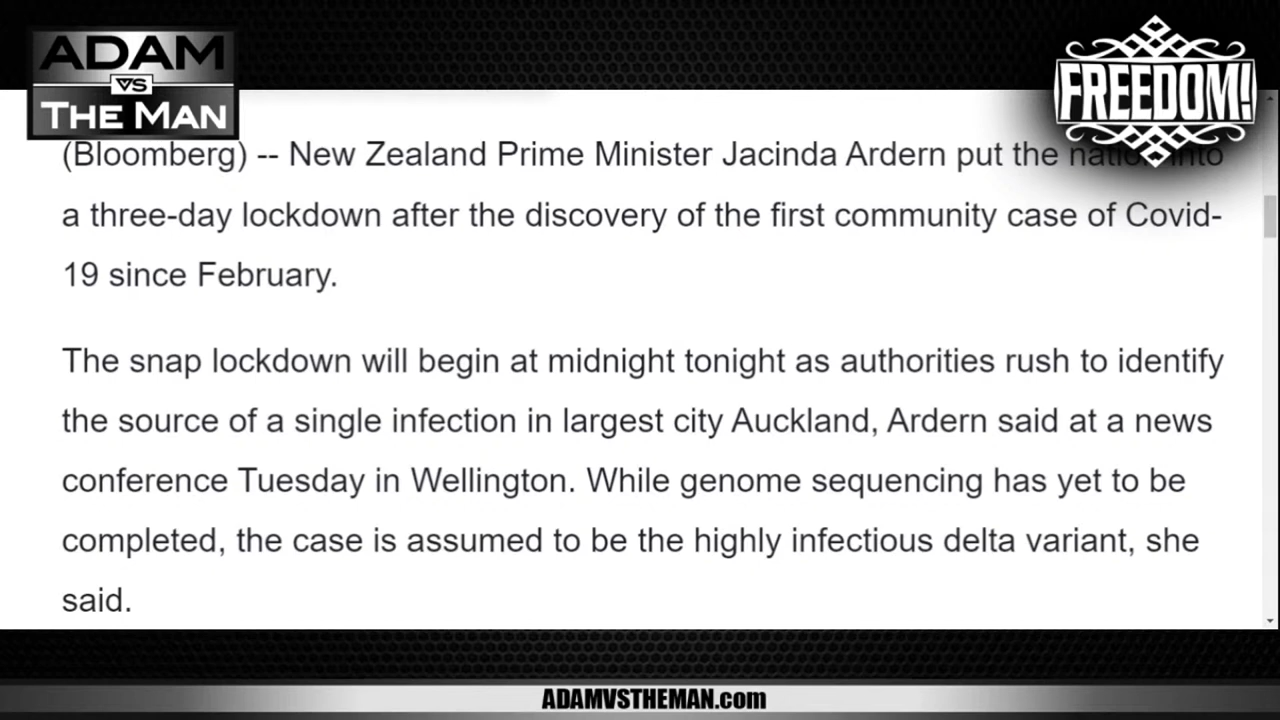 ADAM
VS
THE MAN
FREEDOM!
(Bloomberg) -- New Zealand Prime Minister Jacinda Ardern put the nation into
a three-day lockdown after the discovery of the first community case of Covid-
19 since February.
The snap lockdown will begin at midnight tonight as authorities rush to identify
the source of a single infection in largest city Auckland, Ardern said at a news
conference Tuesday in Wellington. While genome sequencing has yet to be
completed, the case is assumed to be the highly infectious delta variant, she
said.
ADAMVSTHEMAN.com